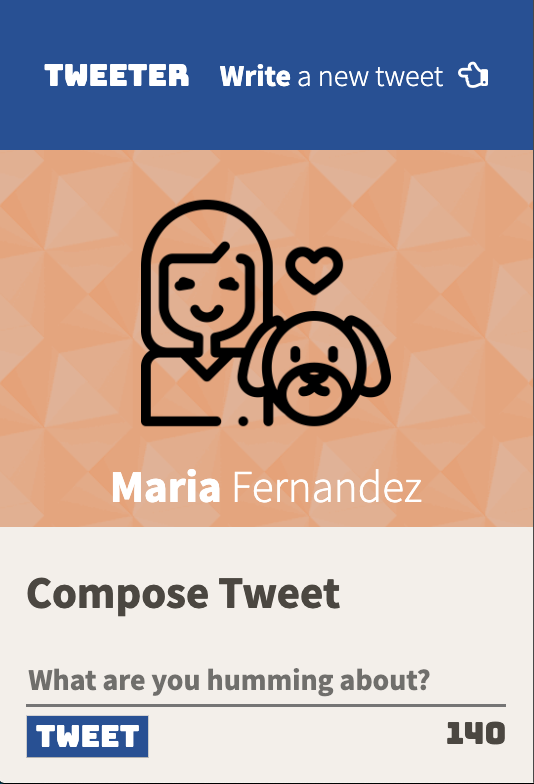 TWEETER Write a new tweet
Maria Fernandez
Compose Tweet
What are you humming about?
TWEET 140